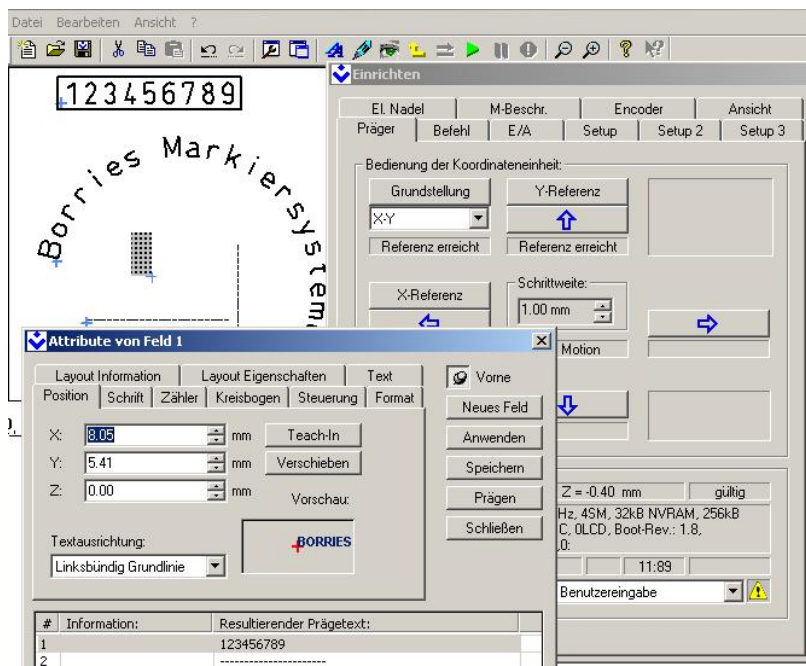 Datei Bearbeiten Ansicht ?
123456789
Borries Markiersysteme
Einrichten
El. Nadel M-Beschr. Encoder Ansicht
Präger Befehl E/A Setup Setup 2 Setup 3
Bedienung der Koordinateneinheit:
Grundstellung Y-Referenz
X-Y
Referenz erreicht Referenz erreicht
Schrittweite:
X-Referenz
1.00 mm
Motion
Z = -0.40 mm gültig
Hz, 4SM, 32kB NVRAM, 256kB
C, 0LCD, Boot-Rev.: 1.8,
,0:
11:89
Benutzereingabe
Attribute von Feld 1
Layout Information Layout Eigenschaften Text
Position Schrift Zähler Kreisbogen Steuerung Format
Vorne
X: 8.05 mm Teach-In
Y: 5.41 mm Verschieben
Z: 0.00 mm Vorschau:
Neues Feld
Anwenden
Speichern
Prägen
Schließen
BORRIES
Textausrichtung:
Linksbündig Grundlinie
# Information: Resultierender Prägetext:
1 123456789
2 ---------------------